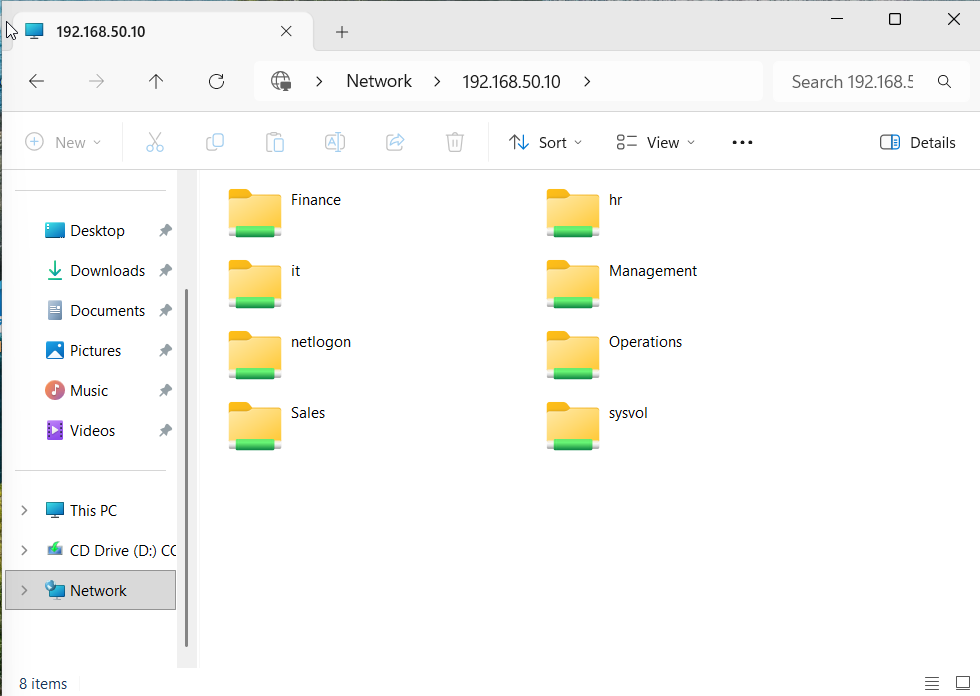 192.168.50.10
Network 192.168.50.10
Search 192.168.5
New Sort View Details
Desktop
Downloads
Documents
Pictures
Music
Videos
This PC
CD Drive (D:) CC
Network
Finance hr
it Management
netlogon Operations
Sales sysvol
8 items